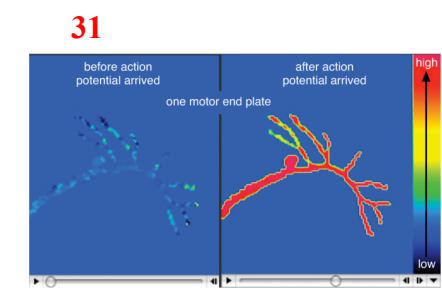 31
before action
potential arrived
after action
potential arrived
one motor end plate
high
low